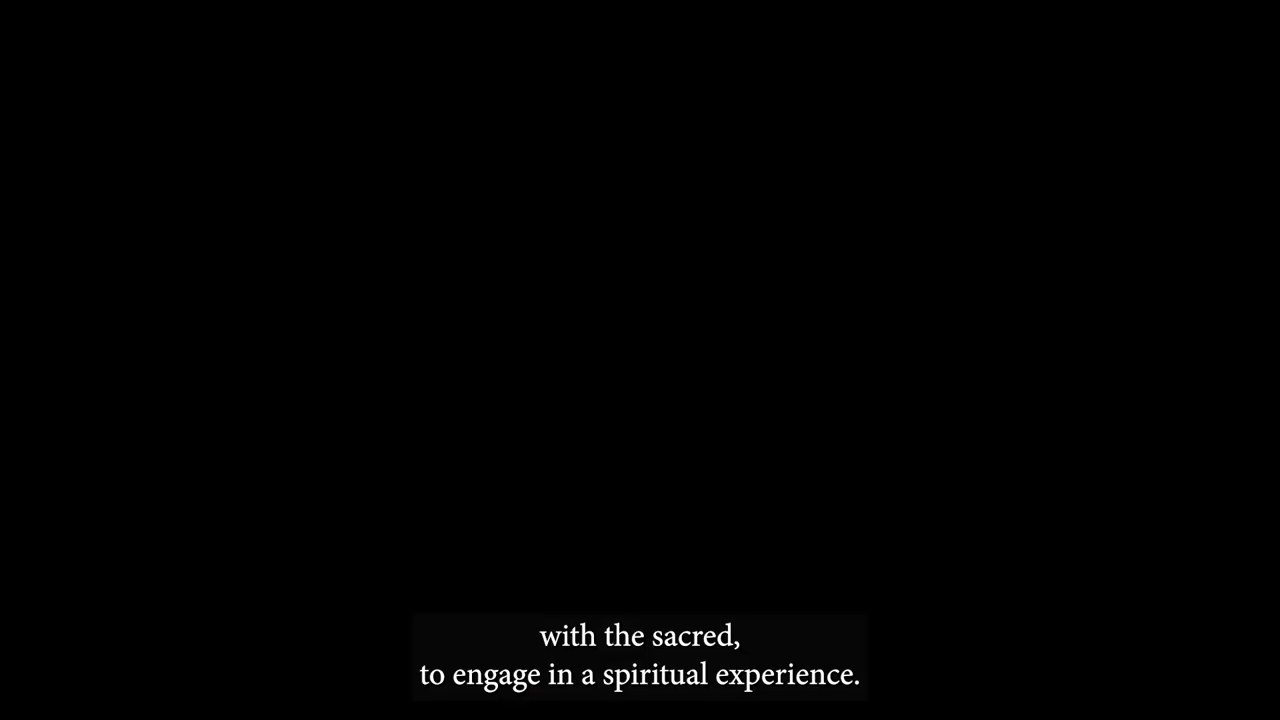 with the sacred,
to engage in a spiritual experience.